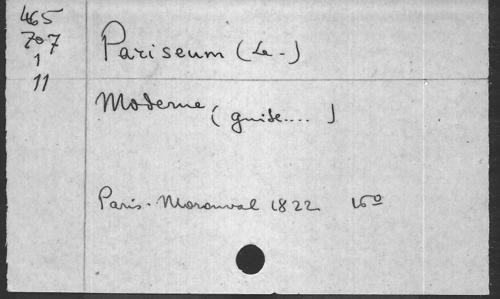 465
707
1
11
Pariseum (Le-)
Moderne (guide....)
Paris. Moronval 1822 16º